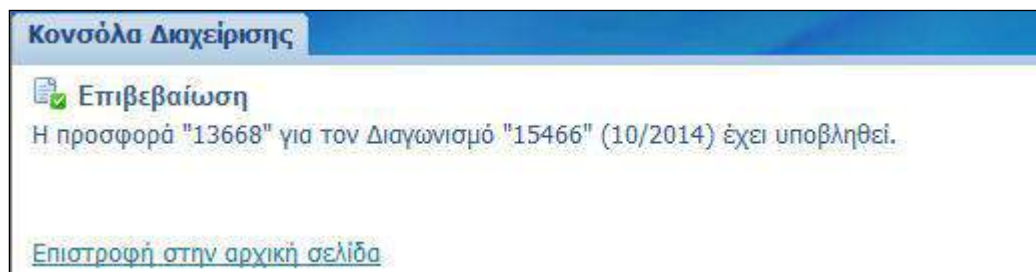 Κονσόλα Διαχείρισης
Επιβεβαίωση
Η προσφορά "13668" για τον Διαγωνισμό "15466" (10/2014) έχει υποβληθεί.
Επιστροφή στην αρχική σελίδα